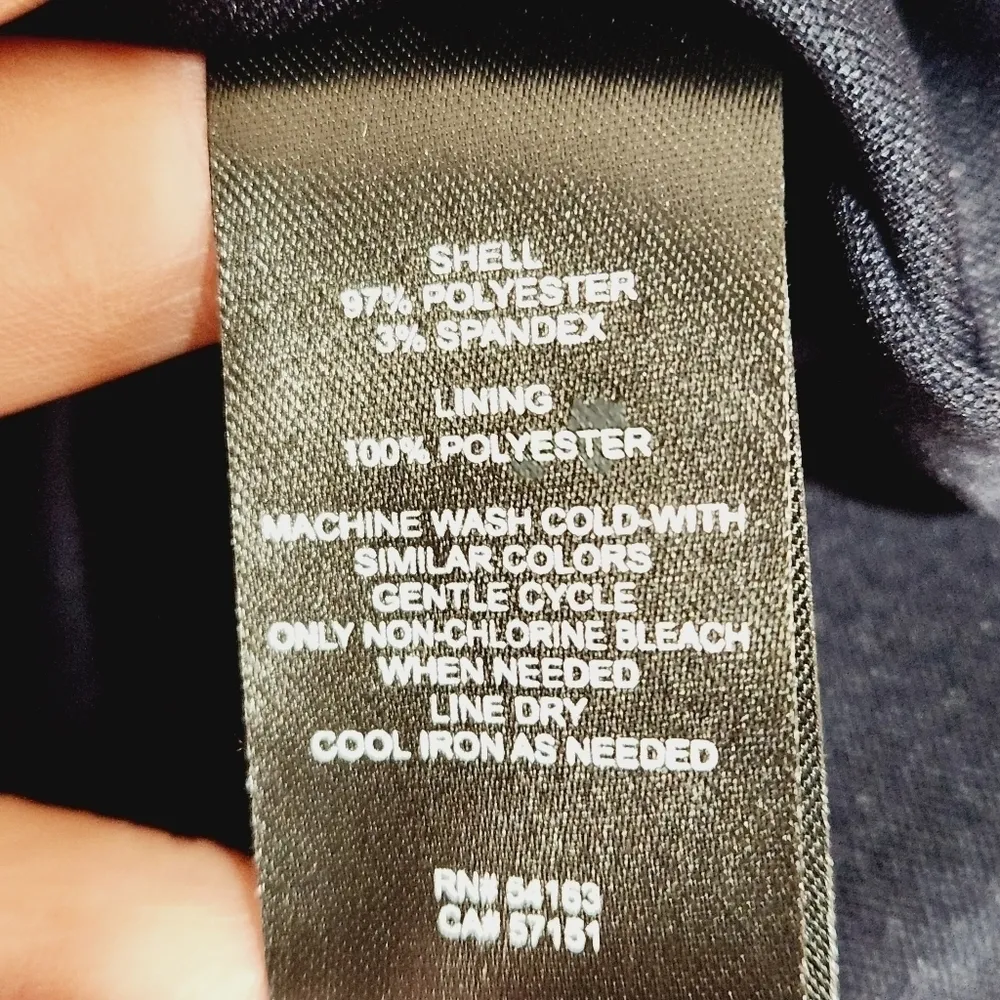 SHELL
97% POLYESTER
3% SPANDEX
LINING
100% POLYESTER
MACHINE WASH COLD-WITH
SIMILAR COLORS
GENTLE CYCLE
ONLY NON-CHLORINE BLEACH
WHEN NEEDED
LINE DRY
COOL IRON AS NEEDED
RN# 54163
CA# 57151